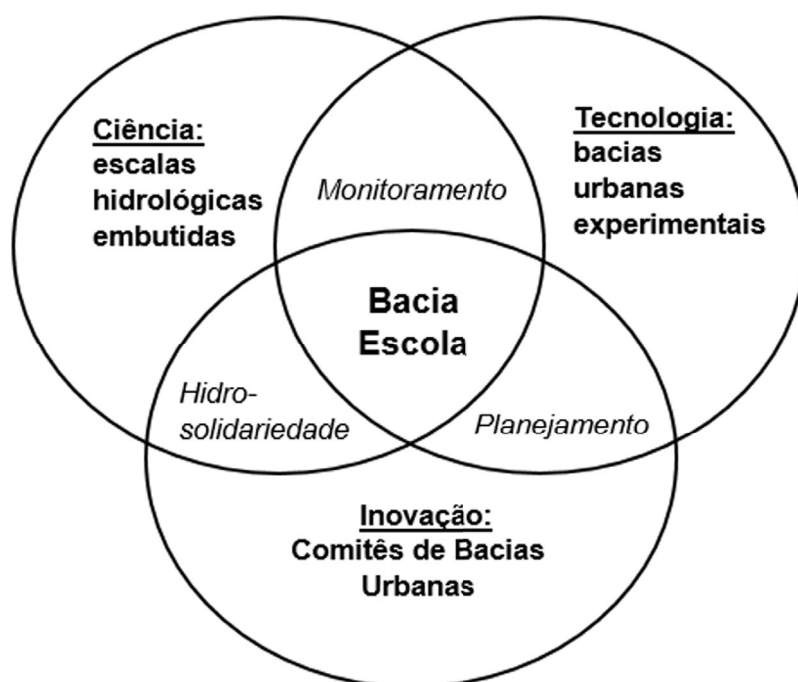 Ciência:
escalas
hidrológicas
embutidas
Monitoramento
Tecnologia:
bacias
urbanas
experimentais
Bacia
Escola
Hidro-
solidariedade
Planejamento
Inovação:
Comitês de Bacias
Urbanas